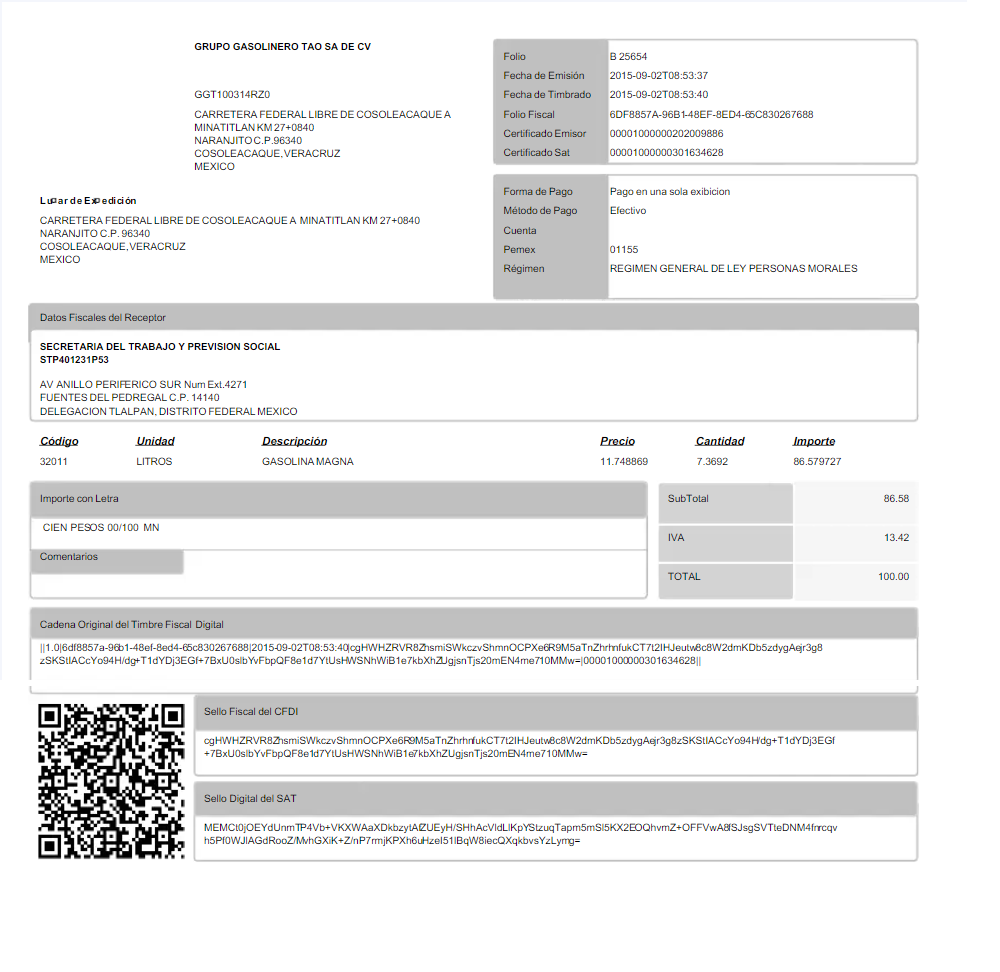 GRUPO GASOLINERO TAO SA DE CV
GGT100314RZ0
CARRETERA FEDERAL LIBRE DE COSOLEACAQUE A
MINATITLAN KM 27+0840
NARANJITO C.P. 96340
COSOLEACAQUE, VERACRUZ
MEXICO
Folio B 25654
Fecha de Emisión 2015-09-02T08:53:37
Fecha de Timbrado 2015-09-02T08:53:40
Folio Fiscal 6DF8857A-96B1-48EF-8ED4-65C830267688
Certificado Emisor 00001000000202009886
Certificado Sat 00001000000301634628
Lugar de Expedición
CARRETERA FEDERAL LIBRE DE COSOLEACAQUE A MINATITLAN KM 27+0840
NARANJITO C.P. 96340
COSOLEACAQUE, VERACRUZ
MEXICO
Forma de Pago Pago en una sola exibicion
Método de Pago Efectivo
Cuenta
Pemex 01155
Régimen REGIMEN GENERAL DE LEY PERSONAS MORALES
Datos Fiscales del Receptor
SECRETARIA DEL TRABAJO Y PREVISION SOCIAL
STP401231P53
AV ANILLO PERIFERICO SUR Num Ext.4271
FUENTES DEL PEDREGAL C.P. 14140
DELEGACION TLALPAN, DISTRITO FEDERAL MEXICO
Código Unidad Descripción Precio Cantidad Importe
32011 LITROS GASOLINA MAGNA 11.748869 7.3692 86.579727
Importe con Letra
CIEN PESOS 00/100 MN
Comentarios
SubTotal 86.58
IVA 13.42
TOTAL 100.00
Cadena Original del Timbre Fiscal Digital
||1.0|6df8857a-96b1-48ef-8ed4-65c830267688|2015-09-02T08:53:40|cgHWHZRVR8ZhsmiSWkczvShmnOCPXe6R9M5aTnZhrhnfukCT7t2IHJeutw8c8W2dmKDb5zdygAejr3g8
zSKStIACcYo94H/dg+T1dYDj3EGf+7BxU0slbYvFbpQF8e1d7YtUsHWSNhWiB1e7kbXhZUgjsnTjs20mEN4me710MMw=|00001000000301634628||
Sello Fiscal del CFDI
cgHWHZRVR8ZhsmiSWkczvShmnOCPXe6R9M5aTnZhrhnfukCT7t2IHJeutw8c8W2dmKDb5zdygAejr3g8zSKStIACcYo94H/dg+T1dYDj3EGf
+7BxU0slbYvFbpQF8e1d7YtUsHWSNhWiB1e7kbXhZUgjsnTjs20mEN4me710MMw=
Sello Digital del SAT
MEMCt0jOEYdUnmTP4Vb+VKXWAaXDkbzytAfZUEyH/SHhAcVldLlKpYStzuqTapm5mSl5KX2EOQhvmZ+OFFVwA8fSJsgSVTteDNM4fnrcqv
h5Pf0WJlAGdRooZ/MvhGXiK+Z/nP7rmjKPXh6uHzeI51lBqW8iecQXqkbvsYzLymg=